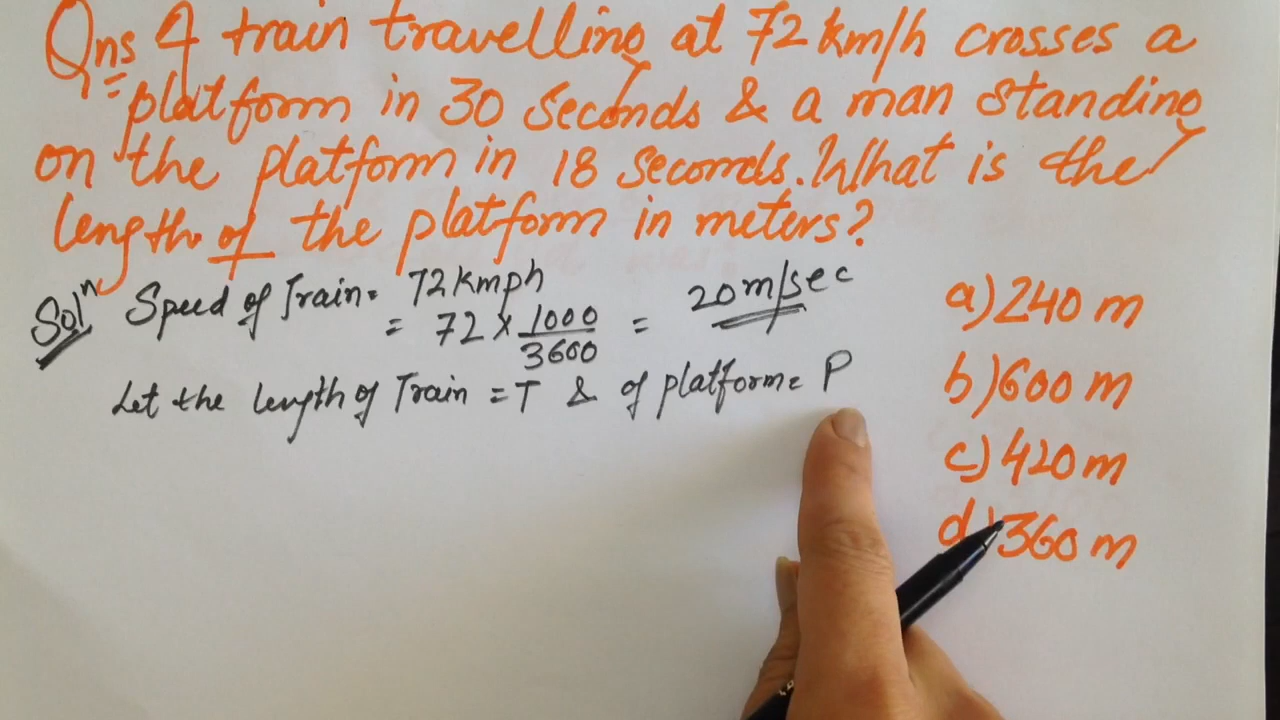 Qns A train travelling at 72 km/h crosses a
platform in 30 seconds & a man standing
on the platform in 18 seconds. What is the
length of the platform in meters?
Solⁿ Speed of Train = 72 kmph
= 72 × 1000/3600 = 20 m/sec
Let the length of Train = T & of platform = P
a) 240 m
b) 600 m
c) 420 m
d) 360 m